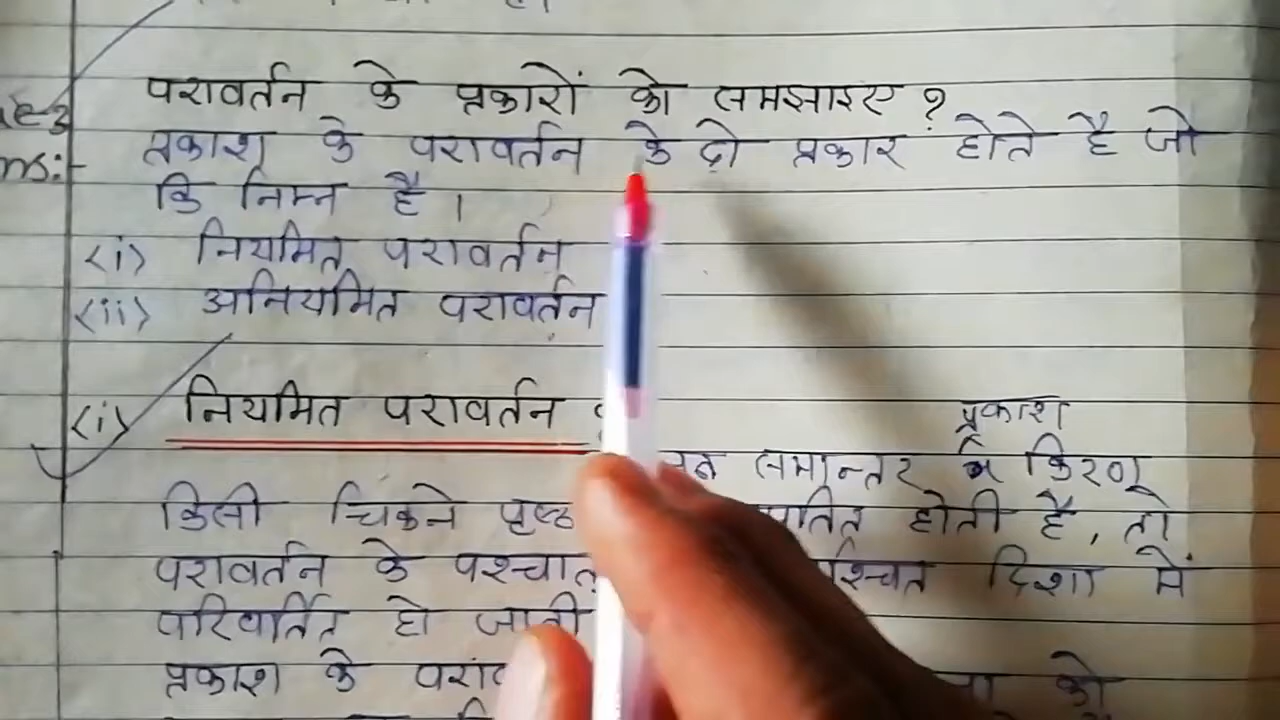 परावर्तन के प्रकारों को समझाइए ?
प्रकाश के परावर्तन के दो प्रकार होते है जो
कि निम्न है ।
(i) नियमित परावर्तन
(ii) अनियमित परावर्तन
(i) नियमित परावर्तन
प्रकाश
समान्तर किरण
किसी चिकने पृष्ठ होती है, तो
परावर्तन के पश्चात् दिशा में
परिवर्तित हो जाती
प्रकाश के को